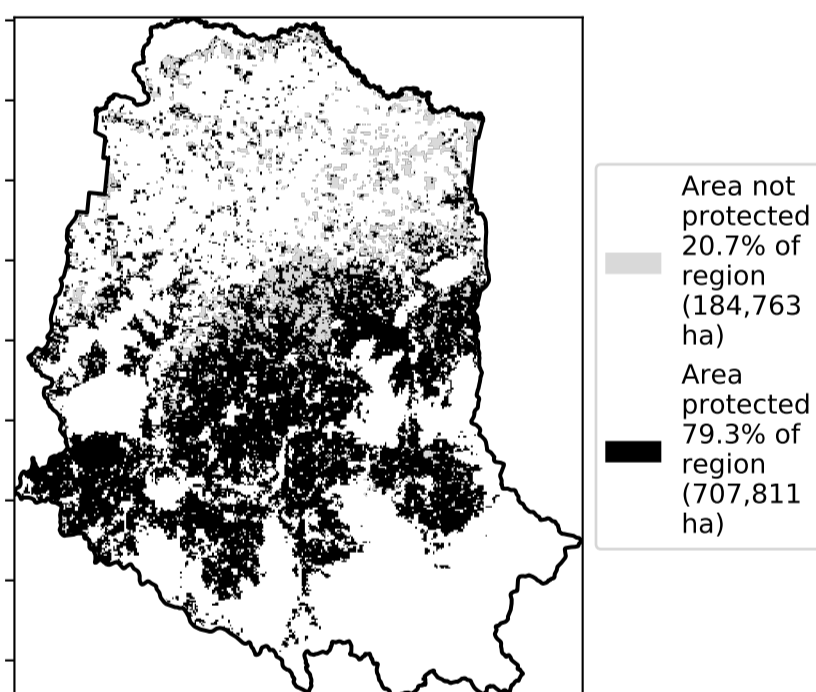 Area not
protected
20.7% of
region
(184,763
ha)
Area
protected
79.3% of
region
(707,811
ha)